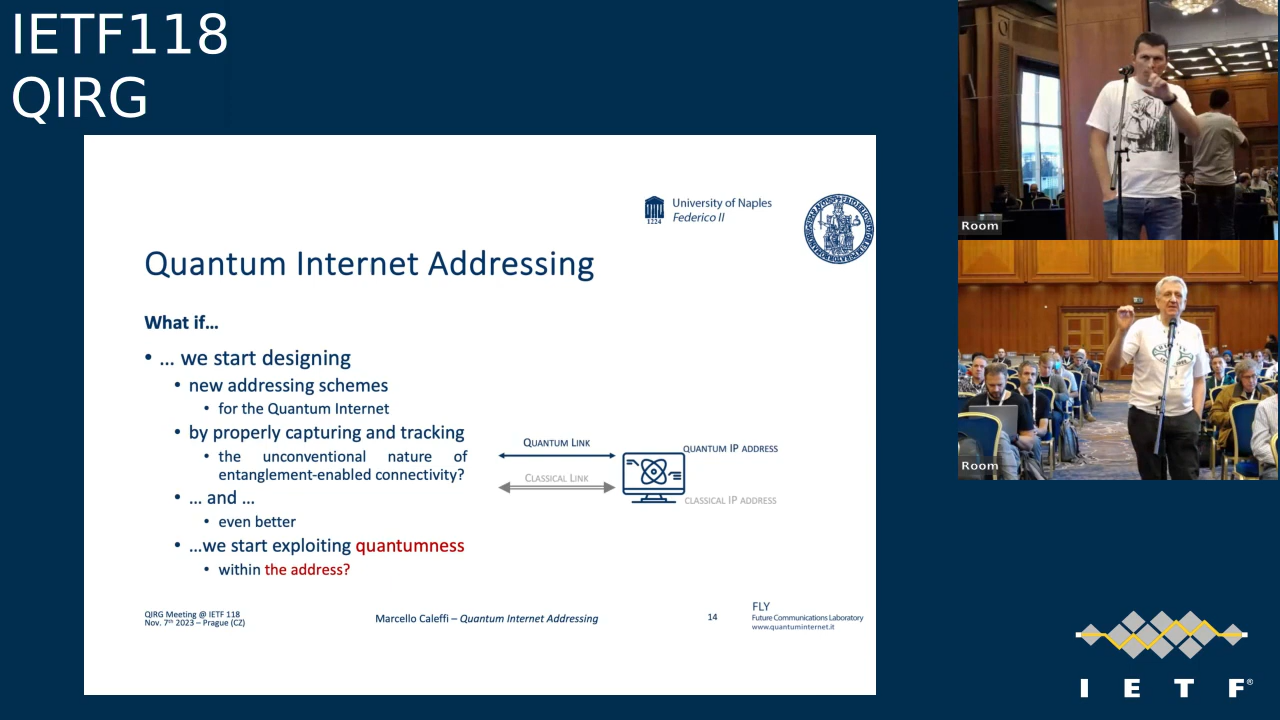 IETF118
QIRG
University of Naples
Federico II
1224
Quantum Internet Addressing
What if…
• … we start designing
• new addressing schemes
• for the Quantum Internet
• by properly capturing and tracking
• the unconventional nature of
entanglement-enabled connectivity?
• … and …
• even better
• …we start exploiting quantumness
• within the address?
QUANTUM LINK
CLASSICAL LINK
QUANTUM IP ADDRESS
CLASSICAL IP ADDRESS
QIRG Meeting @ IETF 118
Nov. 7th 2023 – Prague (CZ)
Marcello Caleffi – Quantum Internet Addressing
14
FLY
Future Communications Laboratory
www.quantuminternet.it
Room
Room
I E T F®